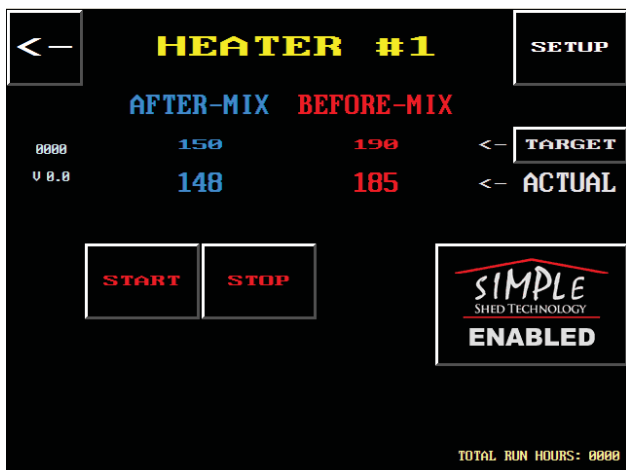 <- HEATER #1 SETUP
AFTER-MIX BEFORE-MIX
0000 150 190 <- TARGET
V 0.0 148 185 <- ACTUAL
START STOP
SIMPLE
SHED TECHNOLOGY
ENABLED
TOTAL RUN HOURS: 0000